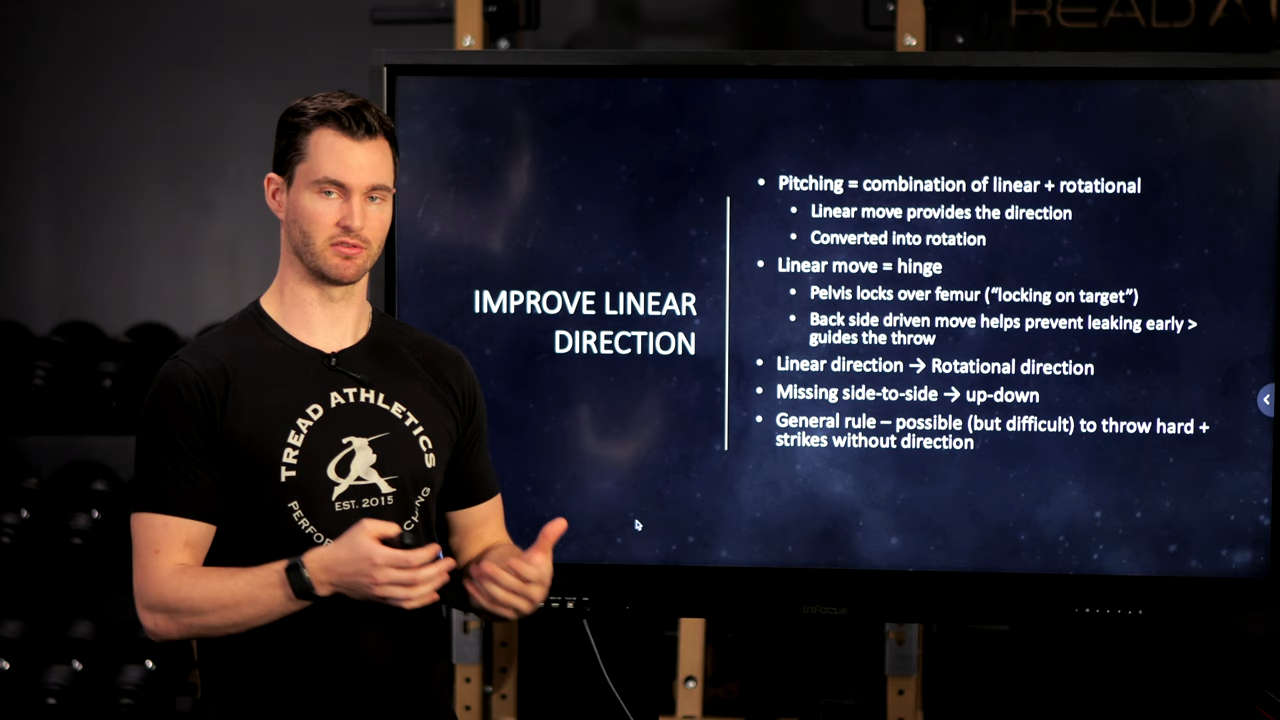 READ A
IMPROVE LINEAR
DIRECTION
• Pitching = combination of linear + rotational
• Linear move provides the direction
• Converted into rotation
• Linear move = hinge
• Pelvis locks over femur (“locking on target”)
• Back side driven move helps prevent leaking early >
guides the throw
• Linear direction → Rotational direction
• Missing side-to-side → up-down
• General rule – possible (but difficult) to throw hard +
strikes without direction
TREAD ATHLETICS
EST. 2015
InFocus